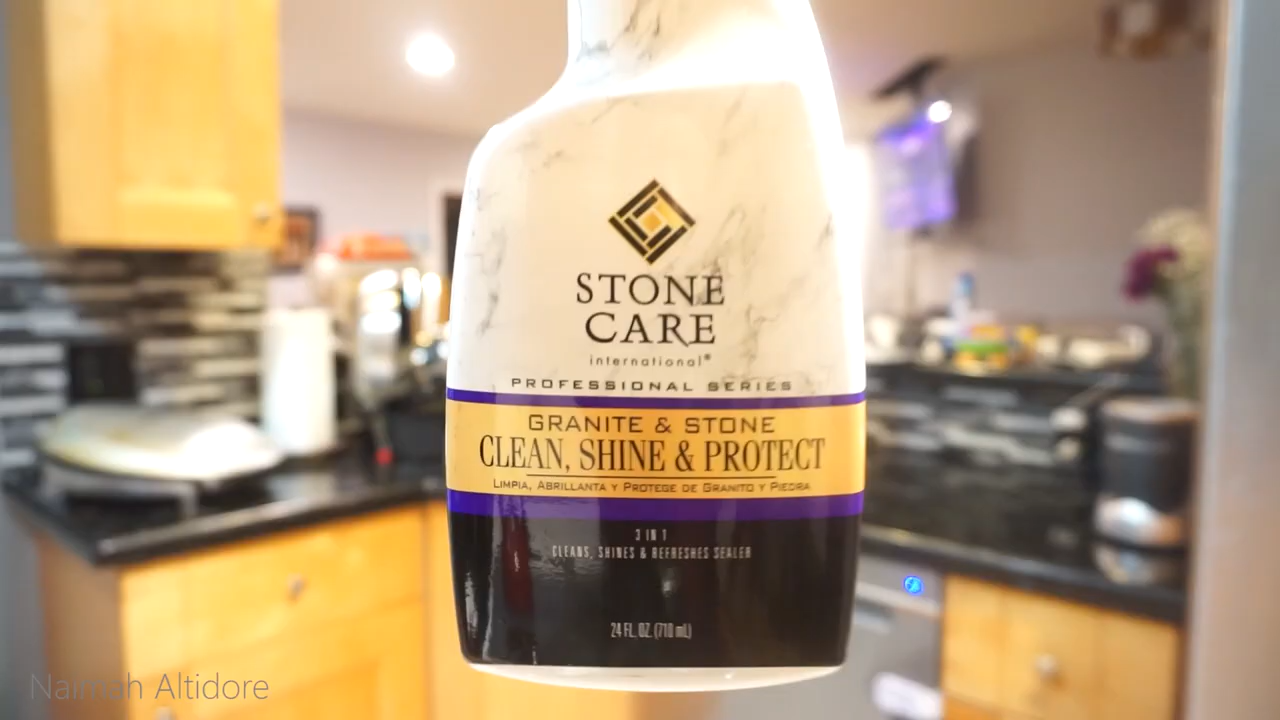 STONE
CARE
international®
PROFESSIONAL SERIES
GRANITE & STONE
CLEAN, SHINE & PROTECT
LIMPIA, ABRILLANTA Y PROTEGE DE GRANITO Y PIEDRA
3 IN 1
CLEANS, SHINES & REFRESHES SEALER
24 FL. OZ. (710 mL)
Naimah Altidore